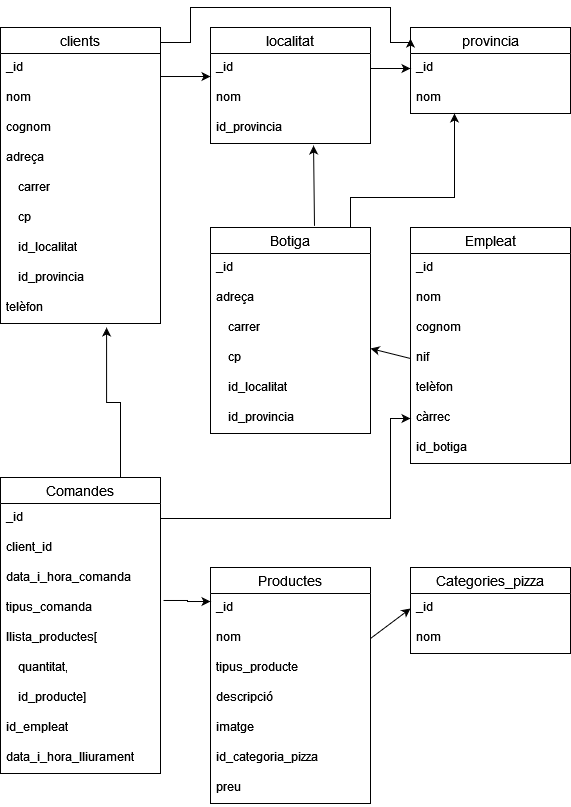 clients
_id
nom
cognom
adreça
carrer
cp
id_localitat
id_provincia
telèfon
localitat
_id
nom
id_provincia
provincia
_id
nom
Botiga
_id
adreça
carrer
cp
id_localitat
id_provincia
Empleat
_id
nom
cognom
nif
telèfon
càrrec
id_botiga
Comandes
_id
client_id
data_i_hora_comanda
tipus_comanda
llista_productes[
quantitat,
id_producte]
id_empleat
data_i_hora_lliurament
Productes
_id
nom
tipus_producte
descripció
imatge
id_categoria_pizza
preu
Categories_pizza
_id
nom